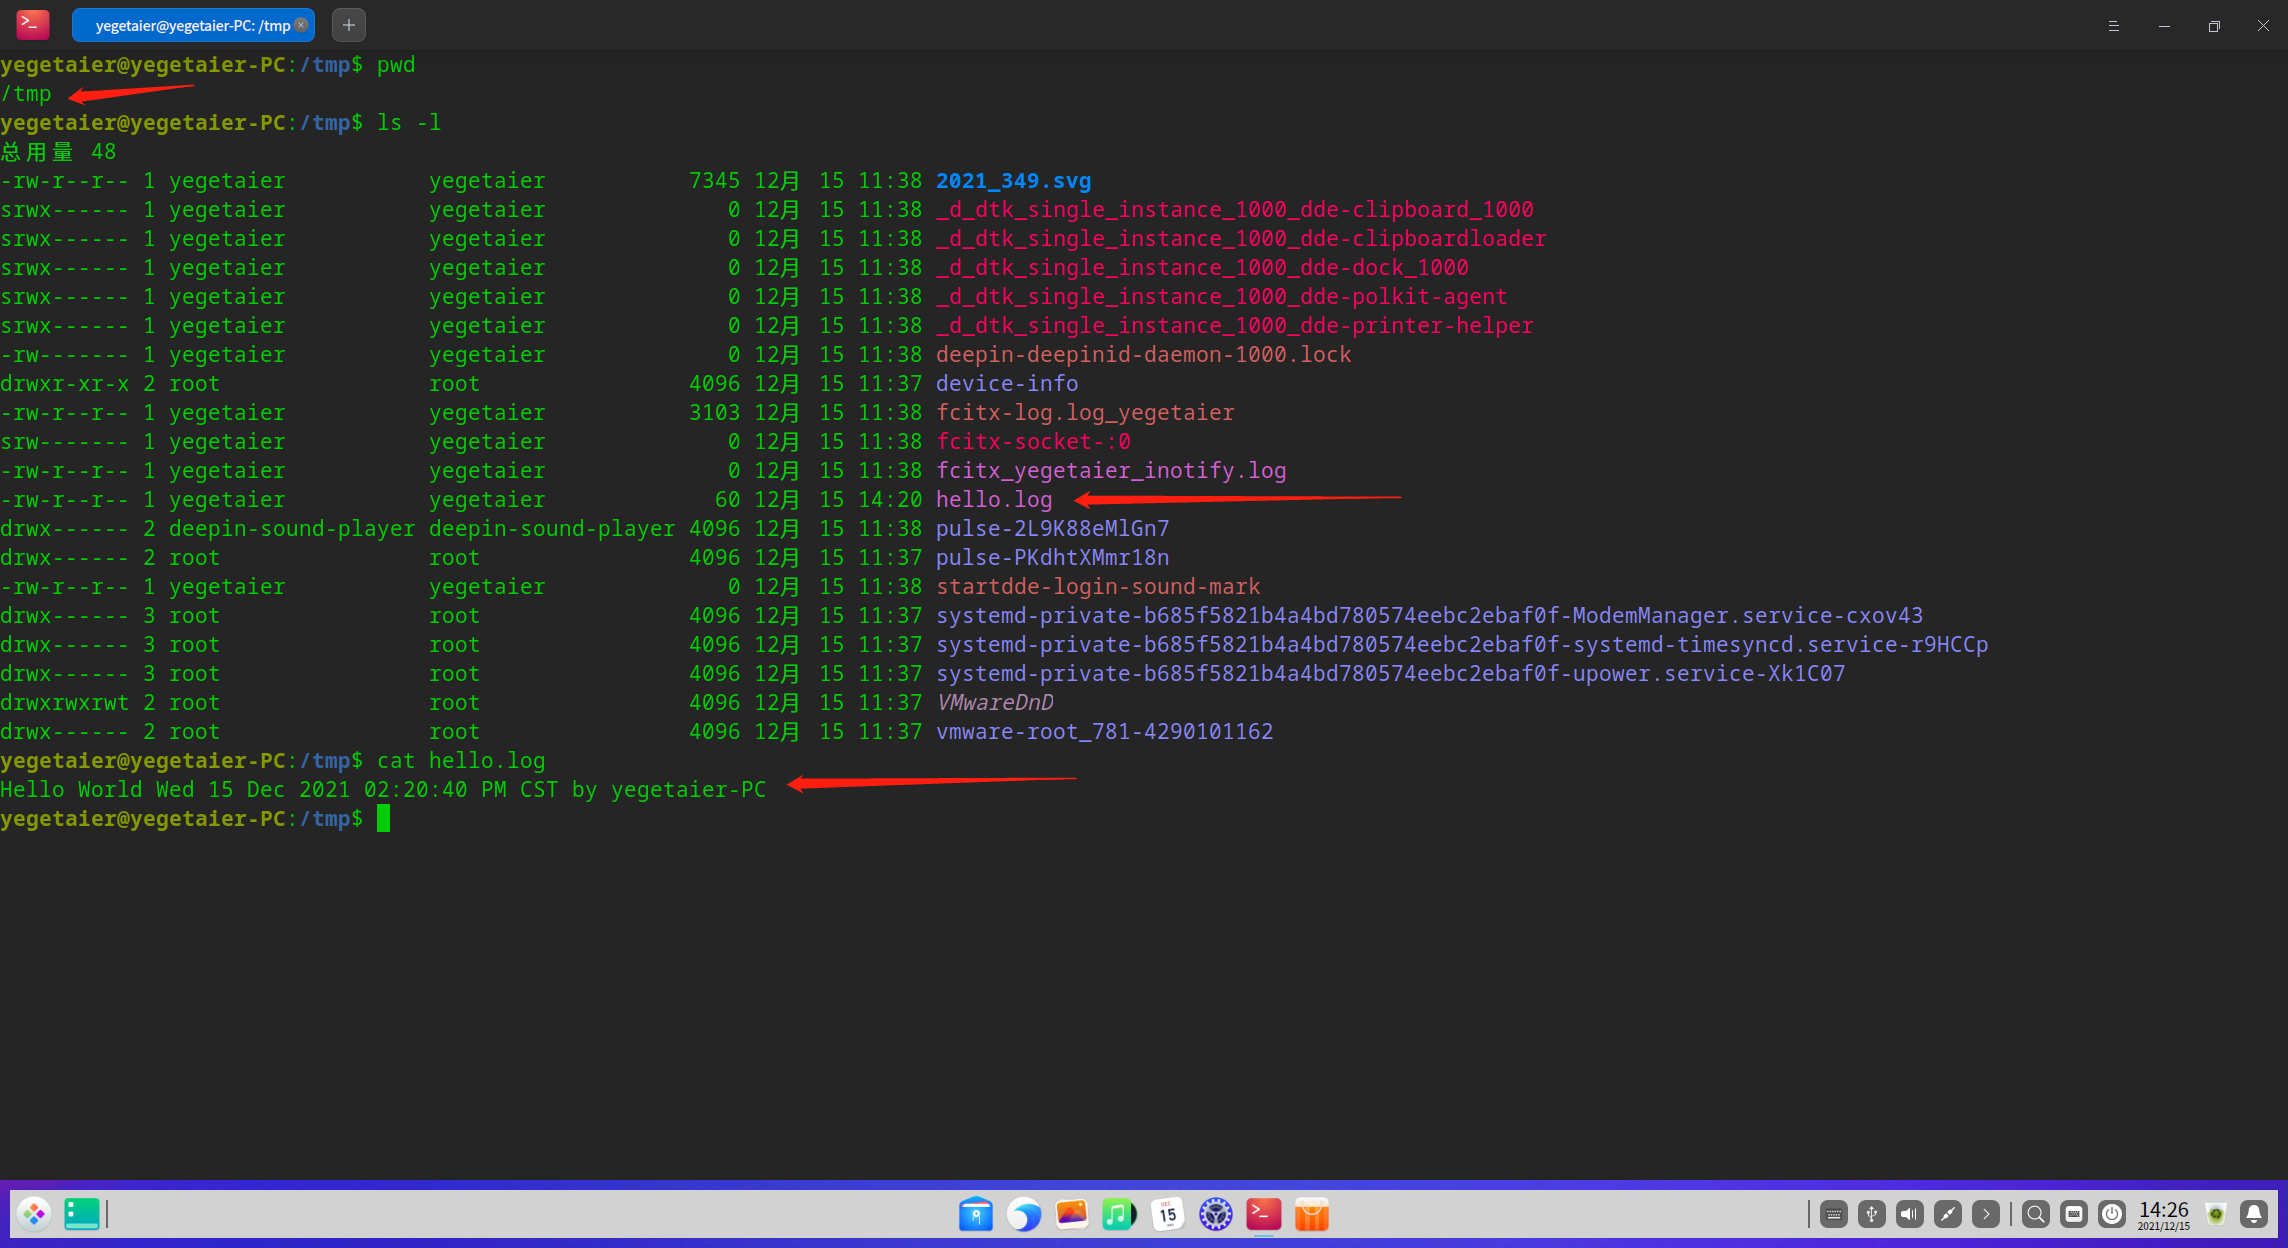 yegetaier@yegetaier-PC: /tmp
yegetaier@yegetaier-PC:/tmp$ pwd
/tmp
yegetaier@yegetaier-PC:/tmp$ ls -l
总用量 48
-rw-r--r-- 1 yegetaier yegetaier 7345 12月 15 11:38 2021_349.svg
srwx------ 1 yegetaier yegetaier 0 12月 15 11:38 _d_dtk_single_instance_1000_dde-clipboard_1000
srwx------ 1 yegetaier yegetaier 0 12月 15 11:38 _d_dtk_single_instance_1000_dde-clipboardloader
srwx------ 1 yegetaier yegetaier 0 12月 15 11:38 _d_dtk_single_instance_1000_dde-dock_1000
srwx------ 1 yegetaier yegetaier 0 12月 15 11:38 _d_dtk_single_instance_1000_dde-polkit-agent
srwx------ 1 yegetaier yegetaier 0 12月 15 11:38 _d_dtk_single_instance_1000_dde-printer-helper
-rw------- 1 yegetaier yegetaier 0 12月 15 11:38 deepin-deepinid-daemon-1000.lock
drwxr-xr-x 2 root root 4096 12月 15 11:37 device-info
-rw-r--r-- 1 yegetaier yegetaier 3103 12月 15 11:38 fcitx-log.log_yegetaier
srw------- 1 yegetaier yegetaier 0 12月 15 11:38 fcitx-socket-:0
-rw-r--r-- 1 yegetaier yegetaier 0 12月 15 11:38 fcitx_yegetaier_inotify.log
-rw-r--r-- 1 yegetaier yegetaier 60 12月 15 14:20 hello.log
drwx------ 2 deepin-sound-player deepin-sound-player 4096 12月 15 11:38 pulse-2L9K88eMlGn7
drwx------ 2 root root 4096 12月 15 11:37 pulse-PKdhtXMmr18n
-rw-r--r-- 1 yegetaier yegetaier 0 12月 15 11:38 startdde-login-sound-mark
drwx------ 3 root root 4096 12月 15 11:37 systemd-private-b685f5821b4a4bd780574eebc2ebaf0f-ModemManager.service-cxov43
drwx------ 3 root root 4096 12月 15 11:37 systemd-private-b685f5821b4a4bd780574eebc2ebaf0f-systemd-timesyncd.service-r9HCCp
drwx------ 3 root root 4096 12月 15 11:37 systemd-private-b685f5821b4a4bd780574eebc2ebaf0f-upower.service-Xk1C07
drwxrwxrwt 2 root root 4096 12月 15 11:37 VMwareDnD
drwx------ 2 root root 4096 12月 15 11:37 vmware-root_781-4290101162
yegetaier@yegetaier-PC:/tmp$ cat hello.log
Hello World Wed 15 Dec 2021 02:20:40 PM CST by yegetaier-PC
yegetaier@yegetaier-PC:/tmp$
DEC
15
14:26
2021/12/15